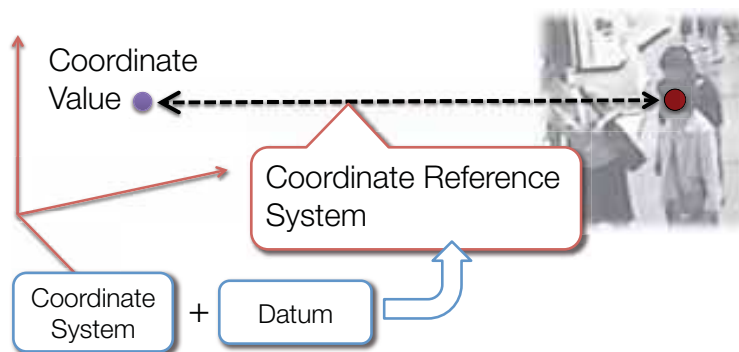 Coordinate
Value
Coordinate Reference
System
Coordinate
System
+
Datum